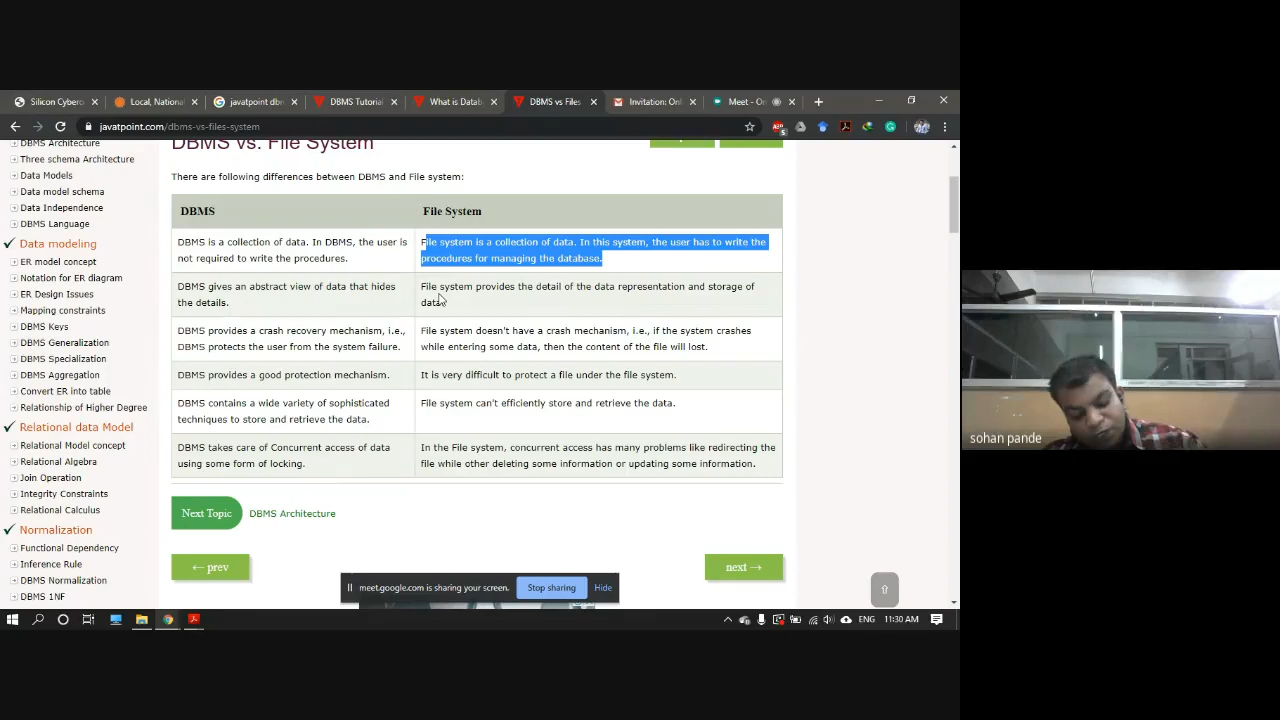 Silicon Cyberc
Local, National
javatpoint dbm
DBMS Tutorial
What is Databa
DBMS vs Files
Invitation: Onl
Meet - On
javatpoint.com/dbms-vs-files-system
DBMS Architecture
Three schema Architecture
Data Models
Data model schema
Data Independence
DBMS Language
Data modeling
ER model concept
Notation for ER diagram
ER Design Issues
Mapping constraints
DBMS Keys
DBMS Generalization
DBMS Specialization
DBMS Aggregation
Convert ER into table
Relationship of Higher Degree
Relational data Model
Relational Model concept
Relational Algebra
Join Operation
Integrity Constraints
Relational Calculus
Normalization
Functional Dependency
Inference Rule
DBMS Normalization
DBMS 1NF
DBMS vs. File System
There are following differences between DBMS and File system:
DBMS
File System
DBMS is a collection of data. In DBMS, the user is
not required to write the procedures.
File system is a collection of data. In this system, the user has to write the
procedures for managing the database.
DBMS gives an abstract view of data that hides
the details.
File system provides the detail of the data representation and storage of
data.
DBMS provides a crash recovery mechanism, i.e.,
DBMS protects the user from the system failure.
File system doesn't have a crash mechanism, i.e., if the system crashes
while entering some data, then the content of the file will lost.
DBMS provides a good protection mechanism.
It is very difficult to protect a file under the file system.
DBMS contains a wide variety of sophisticated
techniques to store and retrieve the data.
File system can't efficiently store and retrieve the data.
DBMS takes care of Concurrent access of data
using some form of locking.
In the File system, concurrent access has many problems like redirecting the
file while other deleting some information or updating some information.
Next Topic
DBMS Architecture
← prev
next →
meet.google.com is sharing your screen.
Stop sharing
Hide
ENG
11:30 AM
sohan pande